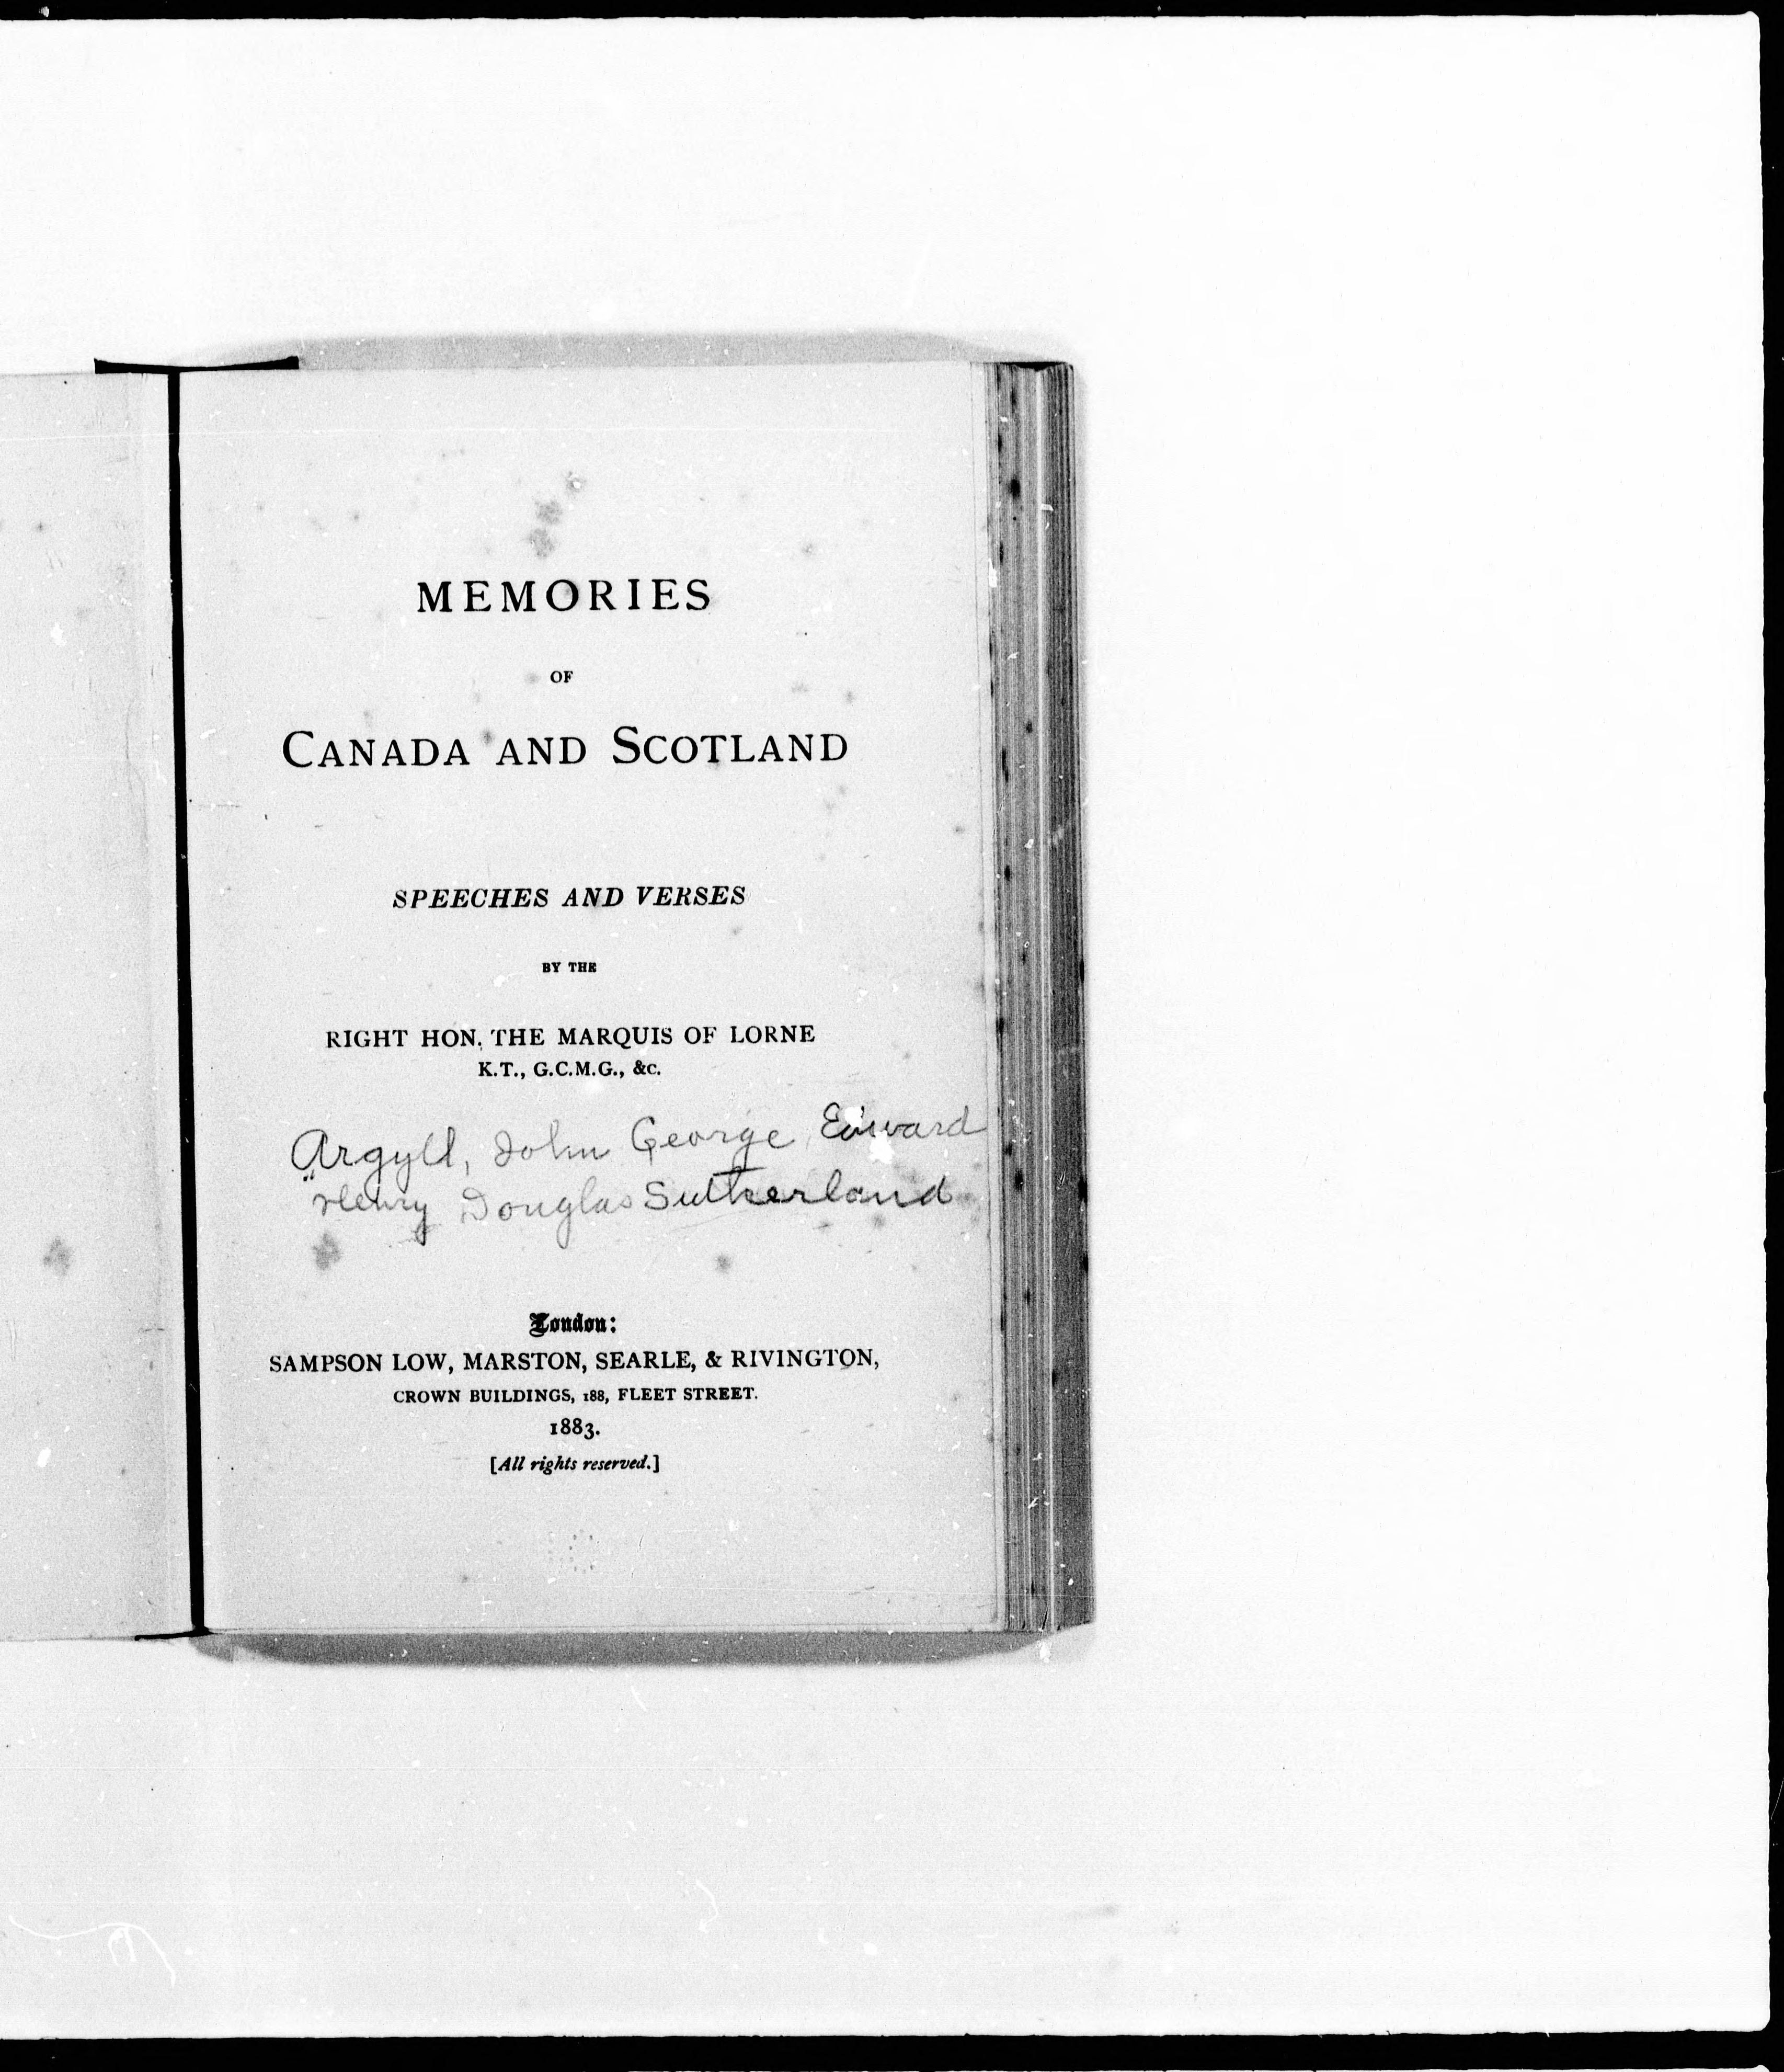 MEMORIES
OF
CANADA AND SCOTLAND
SPEECHES AND VERSES
BY THE
RIGHT HON. THE MARQUIS OF LORNE
K.T., G.C.M.G., &c.
Argyll, John George Edward
Henry Douglas Sutherland
London:
SAMPSON LOW, MARSTON, SEARLE, & RIVINGTON,
CROWN BUILDINGS, 188, FLEET STREET.
1883.
[All rights reserved.]